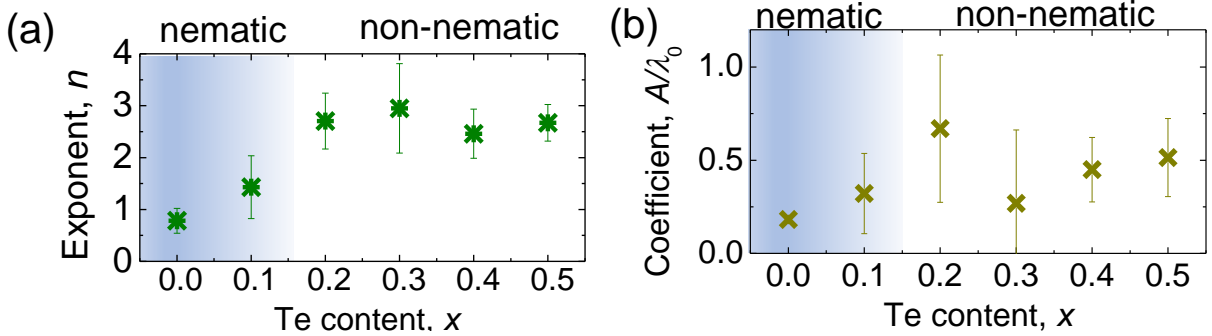 (a)
nematic
non-nematic
4
3
2
1
0
Exponent, n
0.0 0.1 0.2 0.3 0.4 0.5
Te content, x
(b)
nematic
non-nematic
1.0
0.5
0.0
Coefficient, A/λ₀
0.0 0.1 0.2 0.3 0.4 0.5
Te content, x